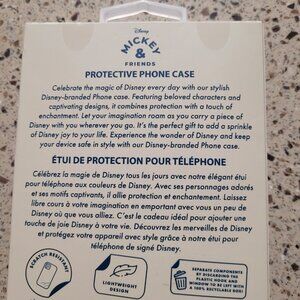 Disney
MICKEY
&
FRIENDS
PROTECTIVE PHONE CASE
Celebrate the magic of Disney every day with our stylish
Disney-branded Phone case. Featuring beloved characters and
captivating designs, it combines protection with a touch of
enchantment. Let your imagination roam as you carry a piece of
Disney with you wherever you go. It's the perfect gift to add a sprinkle
of Disney joy to your life. Experience the wonder of Disney and keep
your device safe in style with our Disney-branded Phone case.
ÉTUI DE PROTECTION POUR TÉLÉPHONE
Célébrez la magie de Disney tous les jours avec notre élégant étui
pour téléphone aux couleurs de Disney. Avec ses personnages adorés
et ses motifs captivants, il allie protection et enchantement. Laissez
libre cours à votre imagination en emportant avec vous un peu de
Disney où que vous alliez. C'est le cadeau idéal pour ajouter une
touche de joie Disney à votre vie. Découvrez les merveilles de Disney
et protégez votre appareil avec style grâce à notre étui pour
téléphone de signé Disney.
SCRATCH RESISTANT
LIGHTWEIGHT
DESIGN
SEPARATE COMPONENTS
BY DISCARDING THE
PLASTIC HOOK AND
WINDOW TO BE LEFT WITH
A 100% RECYCLABLE BOX!